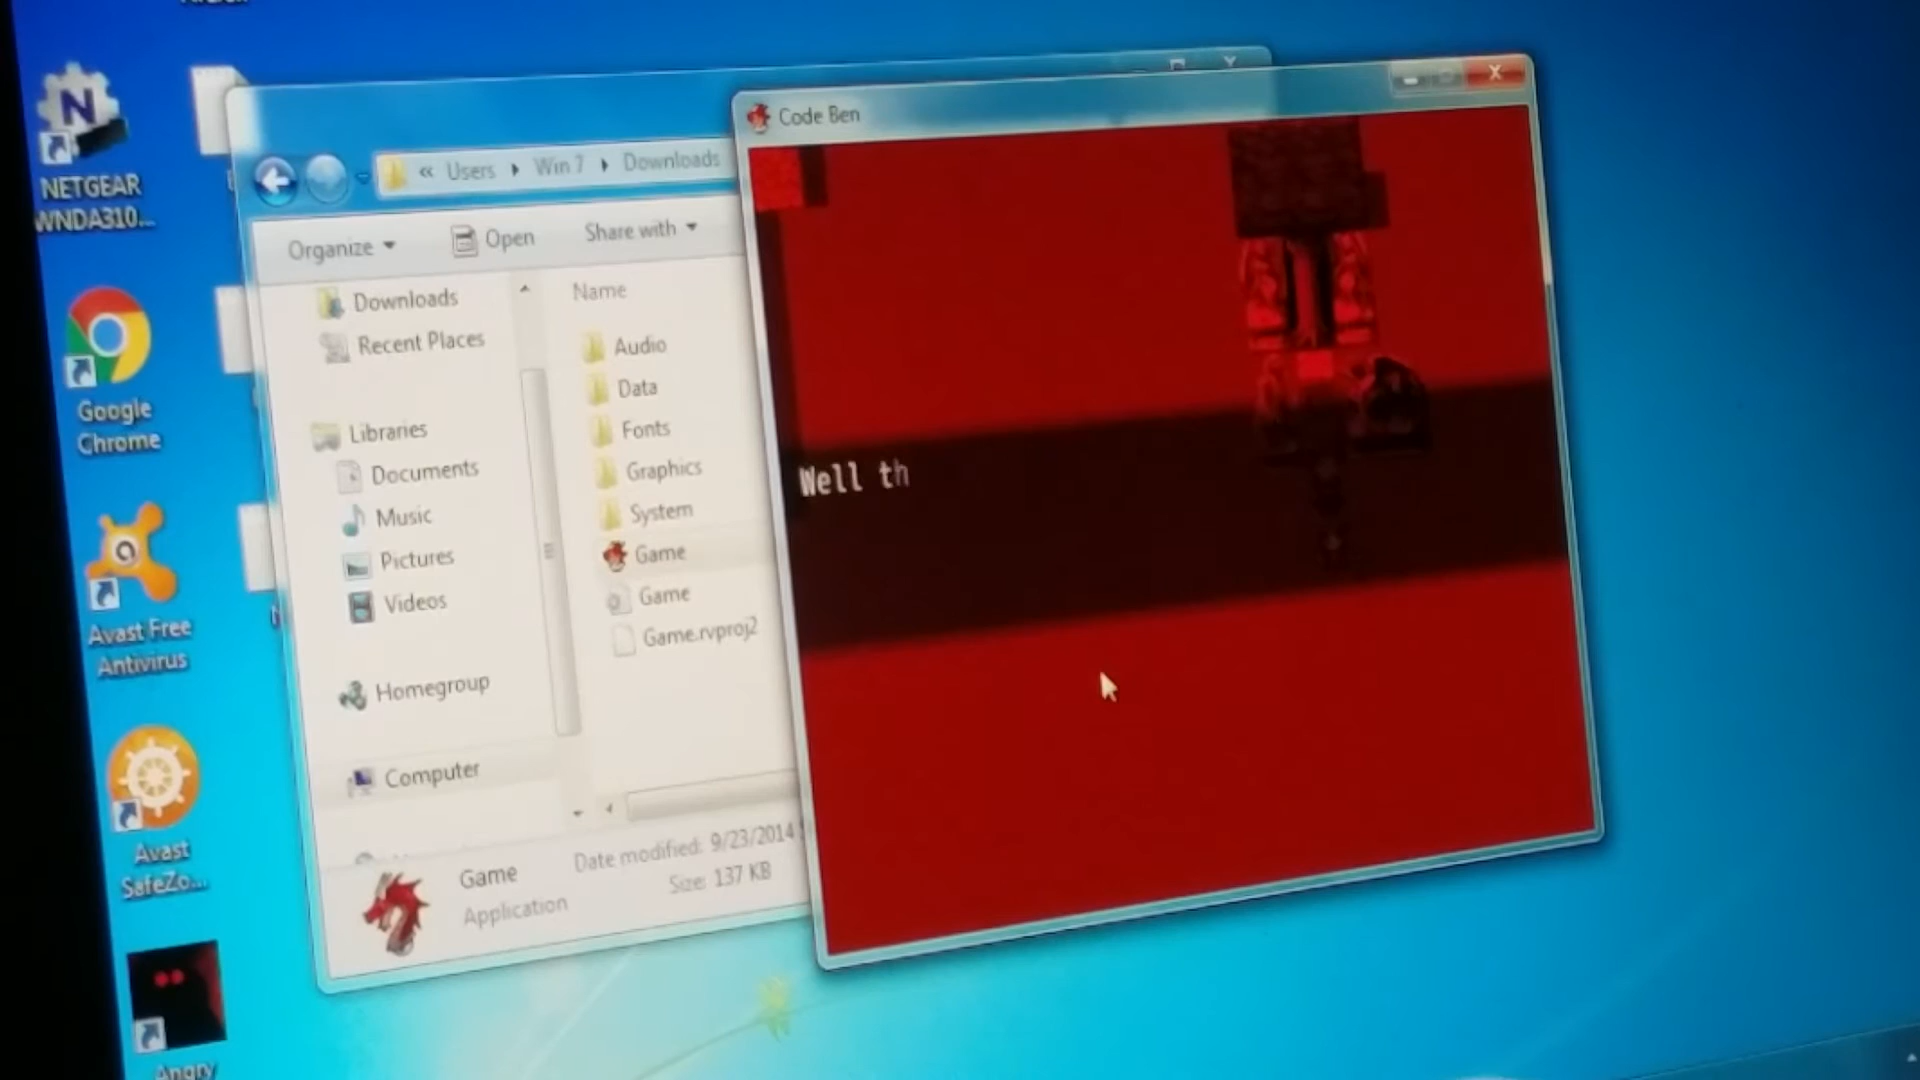 NETGEAR
WNDA310...
Google
Chrome
Avast Free
Antivirus
Avast
SafeZo...
Angry
« Users Win 7 Downloads
Organize
Open
Share with
Downloads
Recent Places
Libraries
Documents
Music
Pictures
Videos
Homegroup
Computer
Name
Audio
Data
Fonts
Graphics
System
Game
Game
Game.rvproj2
Game
Application
Date modified: 9/23/2014
Size: 137 KB
Code Ben
Well th